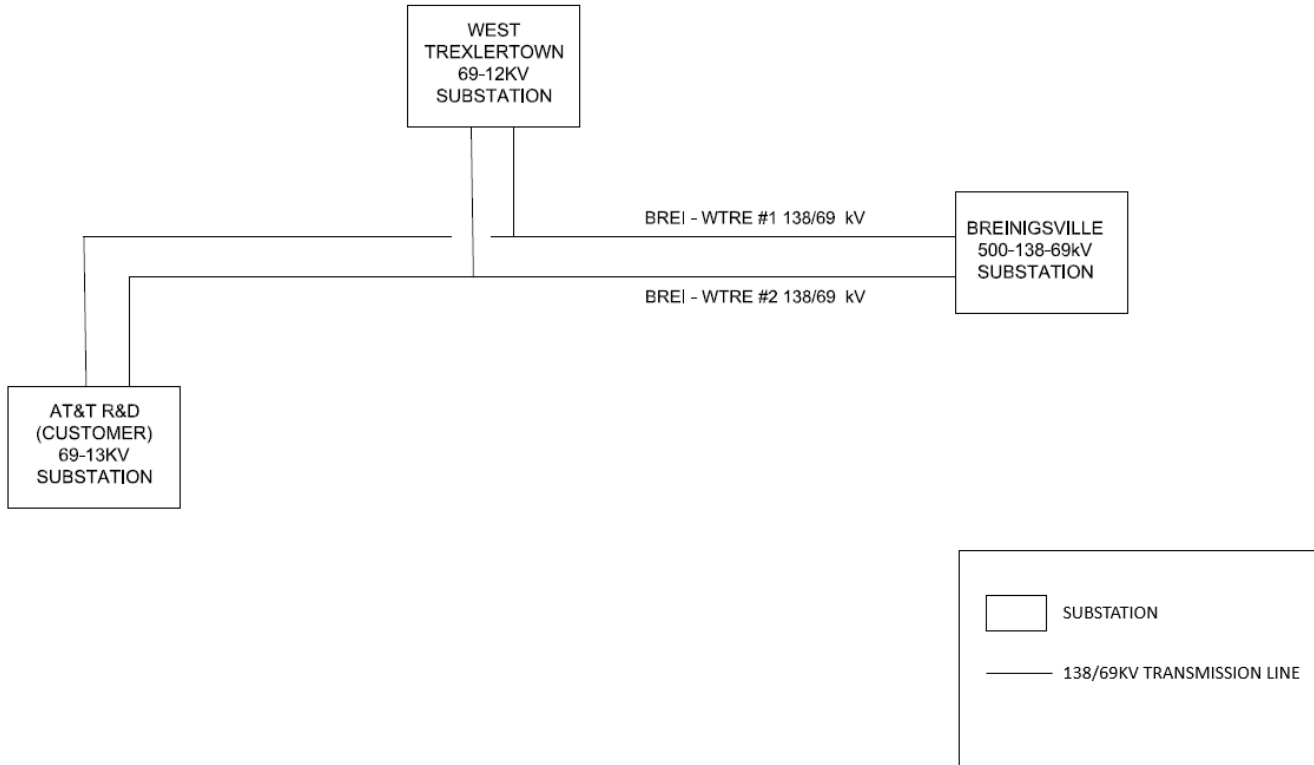 WEST
TREXLERTOWN
69-12KV
SUBSTATION
BREI - WTRE #1 138/69 kV
BREINIGSVILLE
500-138-69kV
SUBSTATION
BREI - WTRE #2 138/69 kV
AT&T R&D
(CUSTOMER)
69-13KV
SUBSTATION
SUBSTATION
138/69KV TRANSMISSION LINE